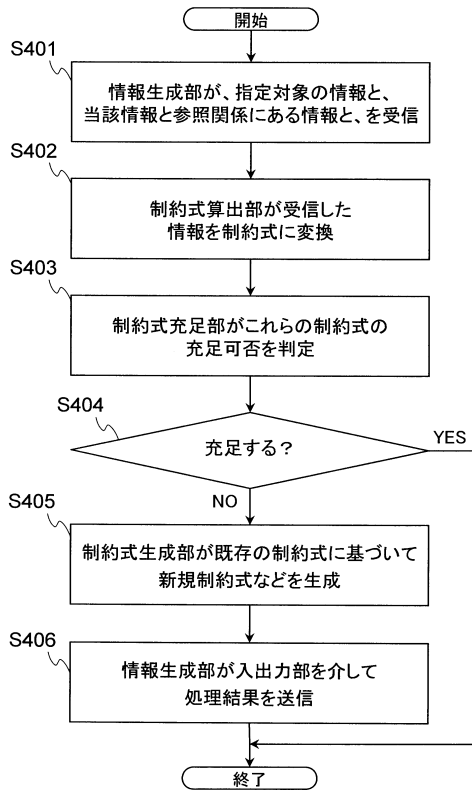 開始
S401
情報生成部が、指定対象の情報と、
当該情報と参照関係にある情報と、を受信
S402
制約式算出部が受信した
情報を制約式に変換
S403
制約式充足部がこれらの制約式の
充足可否を判定
S404
充足する？
YES
NO
S405
制約式生成部が既存の制約式に基づいて
新規制約式などを生成
S406
情報生成部が入出力部を介して
処理結果を送信
終了